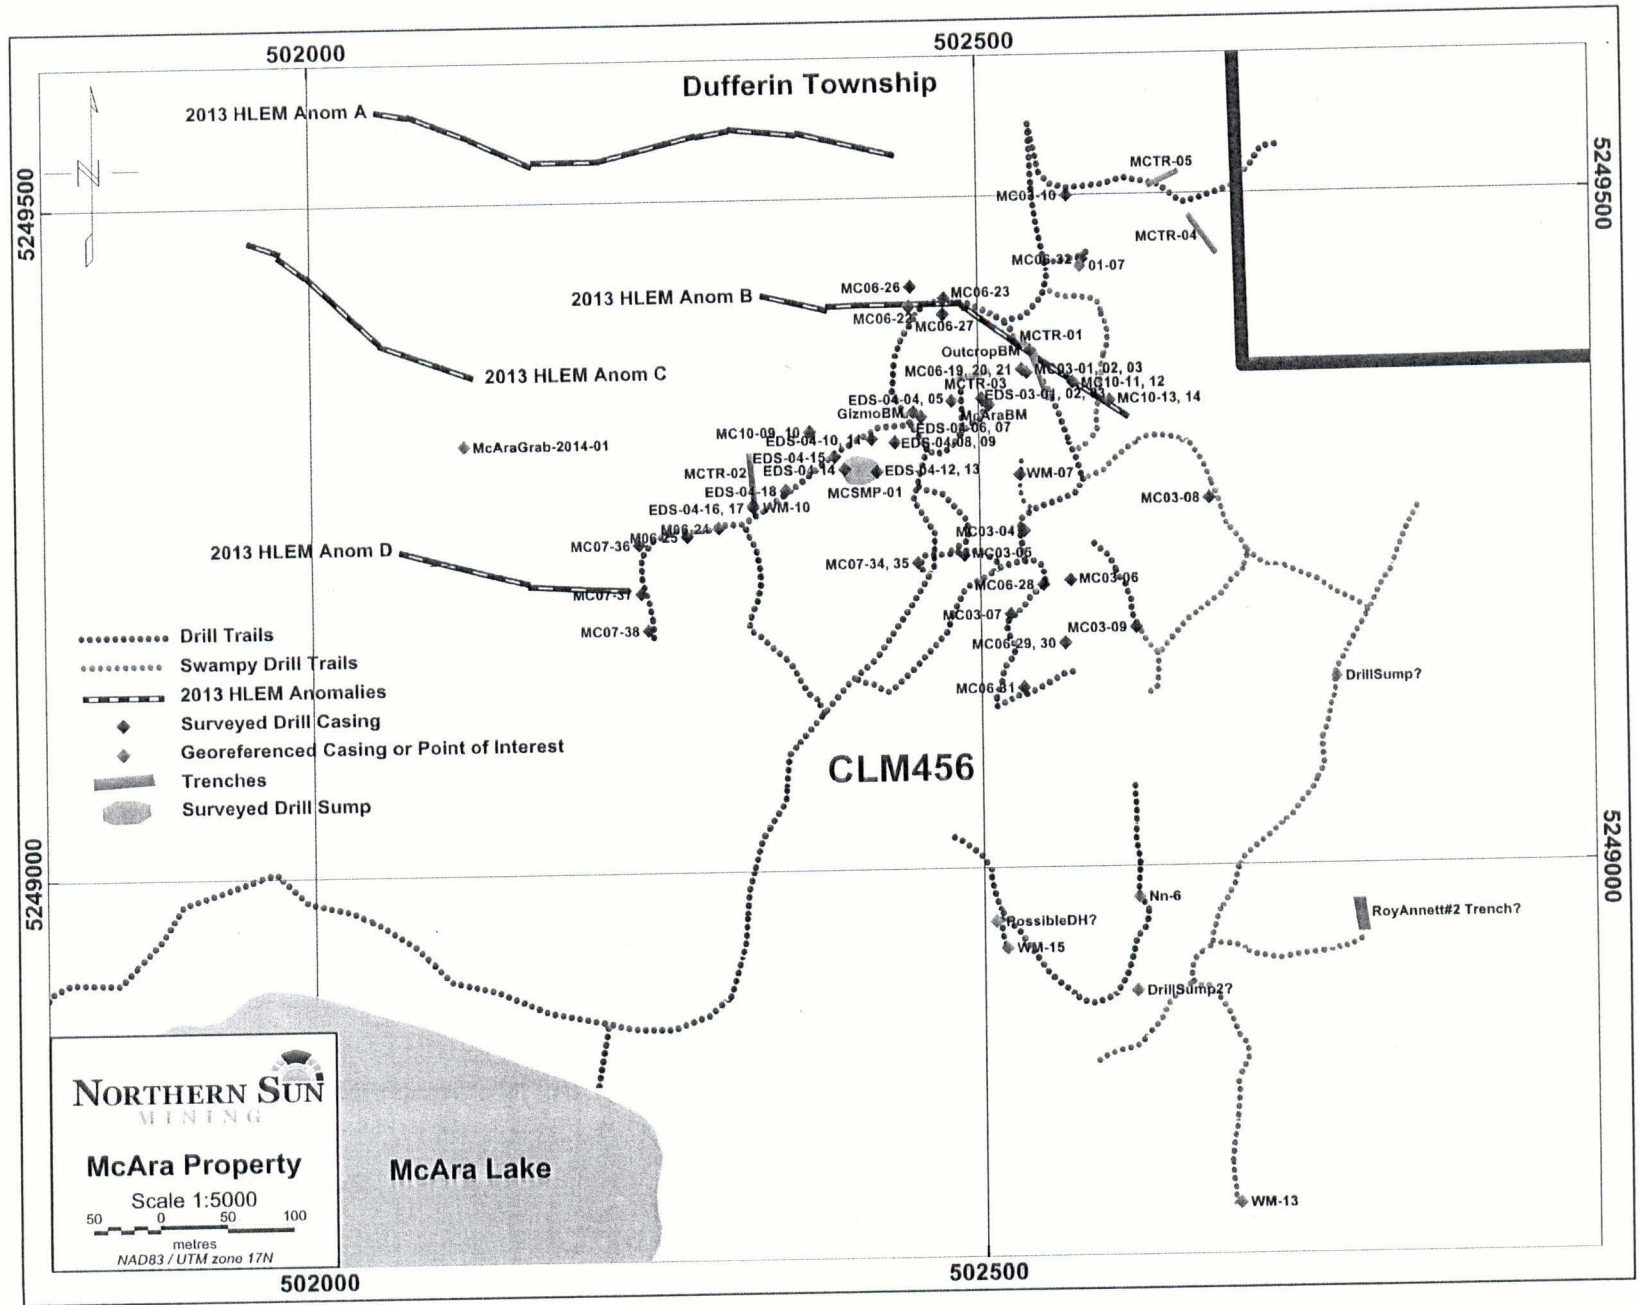 502000
502500
Dufferin Township
2013 HLEM Anom A
MCTR-05
5249500
5249500
MC03-10
MCTR-04
MC06-32
01-07
MC06-26
MC06-23
2013 HLEM Anom B
MC06-22
MC06-27
MCTR-01
OutcropBM
MC06-19, 20, 21
MC03-01, 02, 03
2013 HLEM Anom C
MCTR-03
MC10-11, 12
EDS-04-04, 05
EDS-03-01, 02, 03
MC10-13, 14
GizmoBM
McAraBM
EDS-04-06, 07
MC10-09, 10
EDS-04-10, 11
EDS-04-08, 09
McAraGrab-2014-01
EDS-04-15
MCTR-02
EDS-04-14
EDS-04-12, 13
WM-07
EDS-04-18
MCSMP-01
MC03-08
EDS-04-16, 17
WM-10
M06-24
MC03-04
M06-25
MC07-36
2013 HLEM Anom D
MC03-05
MC07-34, 35
MC06-28
MC03-06
MC07-37
MC03-07
MC03-09
MC07-38
MC06-29, 30
Drill Trails
Swampy Drill Trails
DrillSump?
2013 HLEM Anomalies
MC06-31
Surveyed Drill Casing
Georeferenced Casing or Point of Interest
CLM456
Trenches
Surveyed Drill Sump
5249000
5249000
Nn-6
RoyAnnett#2 Trench?
PossibleDH?
WM-15
DrillSump2?
NORTHERN SUN
MINING
McAra Property
McAra Lake
Scale 1:5000
50 0 50 100
metres
NAD83 / UTM zone 17N
WM-13
502000
502500
N